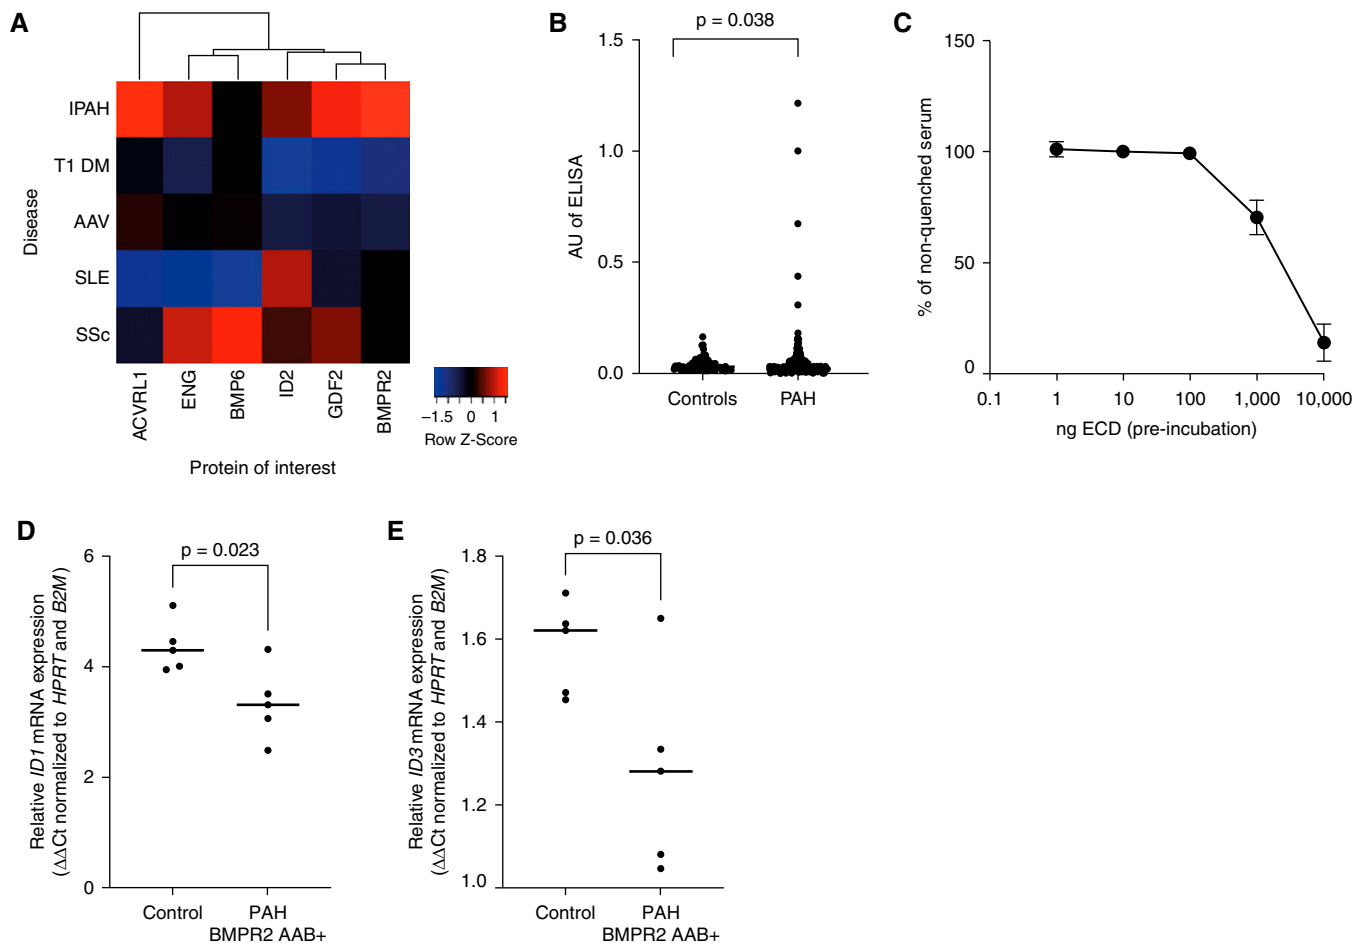 A
IPAH
T1 DM
AAV
SLE
SSc
Disease
ACVRL1
ENG
BMP6
ID2
GDF2
BMPR2
Protein of interest
−1.5 0 1
Row Z-Score
B
p = 0.038
1.5
1.0
0.5
0.0
AU of ELISA
Controls PAH
C
150
100
50
0
% of non-quenched serum
0.1 1 10 100 1,000 10,000
ng ECD (pre-incubation)
D
p = 0.023
6
4
2
0
Relative ID1 mRNA expression
(ΔΔCt normalized to HPRT and B2M)
Control PAH
BMPR2 AAB+
E
p = 0.036
1.8
1.6
1.4
1.2
1.0
Relative ID3 mRNA expression
(ΔΔCt normalized to HPRT and B2M)
Control PAH
BMPR2 AAB+